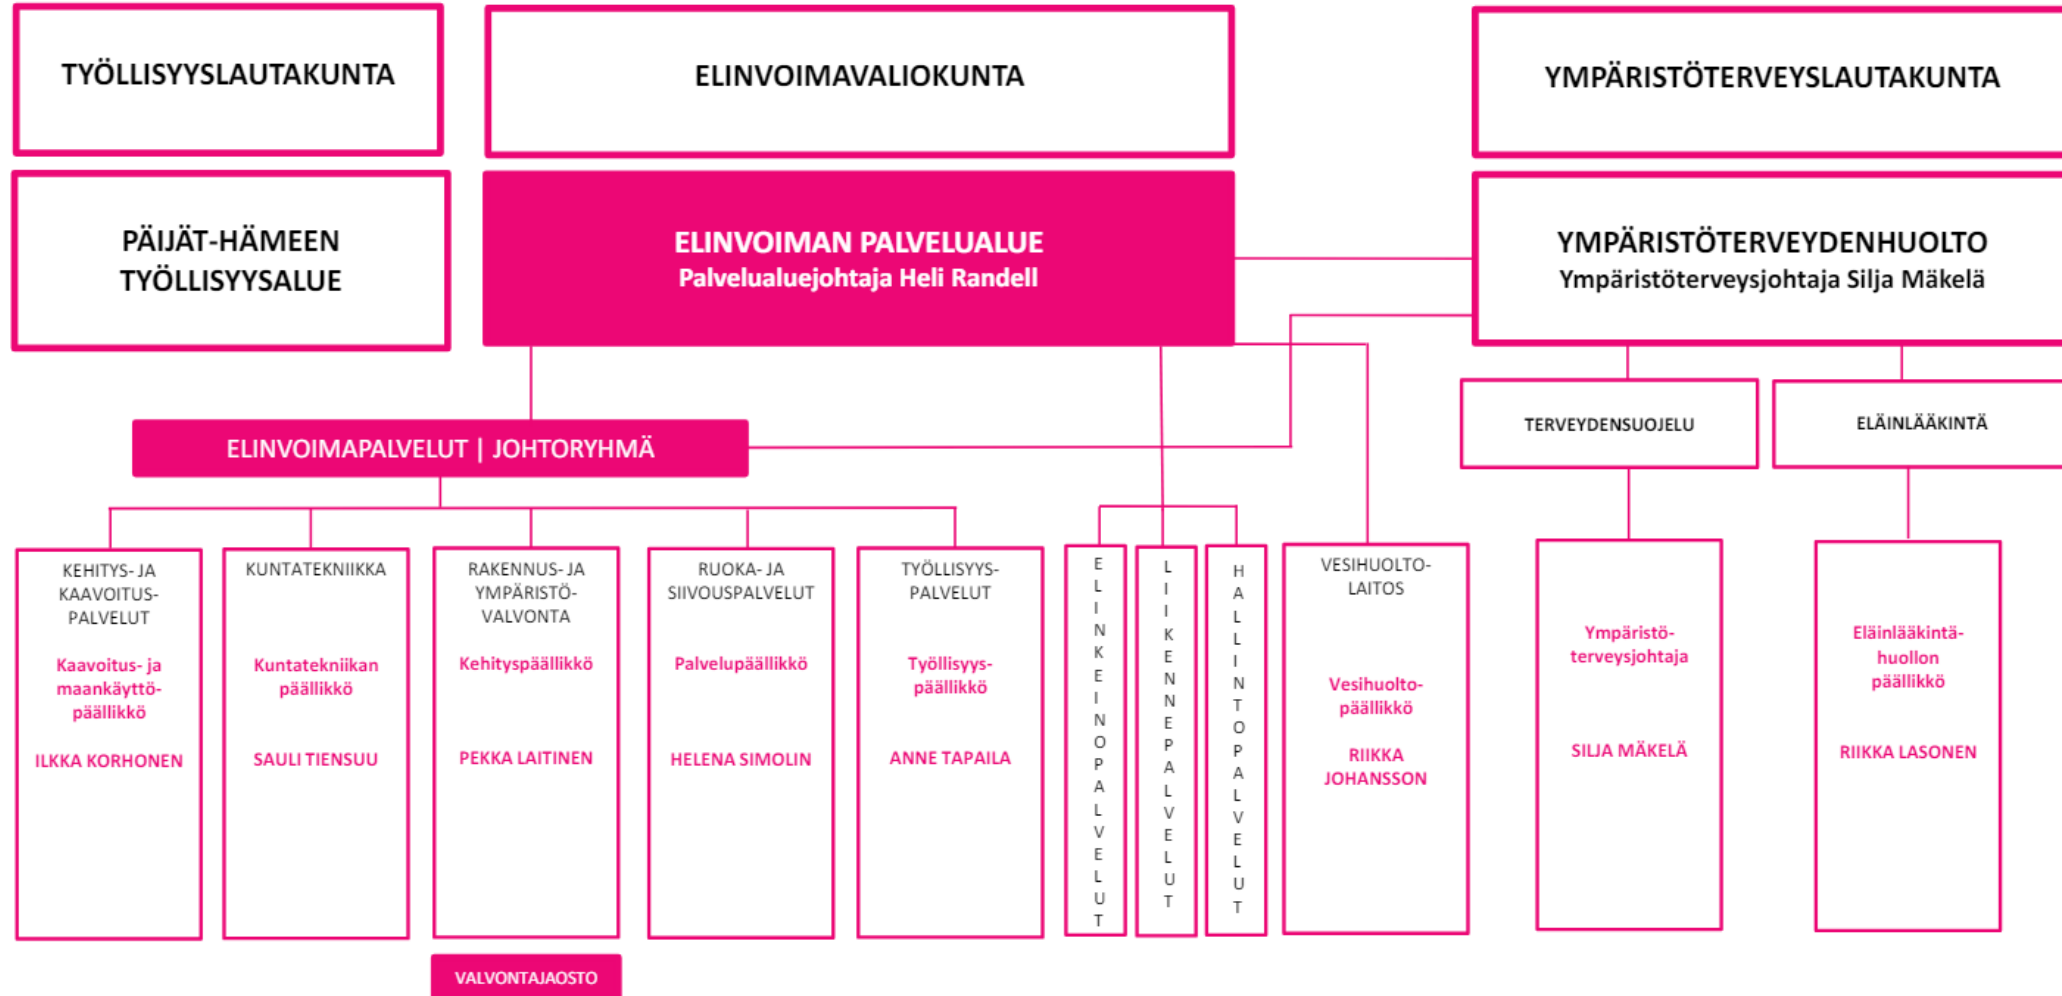 TYÖLLISYYSLAUTAKUNTA
ELINVOIMAVALIOKUNTA
YMPÄRISTÖTERVEYSLAUTAKUNTA
PÄIJÄT-HÄMEEN
TYÖLLISYYSALUE
ELINVOIMAN PALVELUALUE
Palvelualuejohtaja Heli Randell
YMPÄRISTÖTERVEYDENHUOLTO
Ympäristöterveysjohtaja Silja Mäkelä
ELINVOIMAPALVELUT | JOHTORYHMÄ
TERVEYDENSUOJELU
ELÄINLÄÄKINTÄ
KEHITYS- JA
KAAVOITUS-
PALVELUT
Kaavoitus- ja
maankäyttö-
päällikkö
ILKKA KORHONEN
KUNTATEKNIIKKA
Kuntatekniikan
päällikkö
SAULI TIENSUU
RAKENNUS- JA
YMPÄRISTÖ-
VALVONTA
Kehityspäällikkö
PEKKA LAITINEN
RUOKA- JA
SIIVOUSPALVELUT
Palvelupäällikkö
HELENA SIMOLIN
TYÖLLISYYS-
PALVELUT
Työllisyys-
päällikkö
ANNE TAPAILA
ELINKEINOPALVELUT
LIIKENNEPALVELUT
HALLINTOPALVELUT
VESIHUOLTO-
LAITOS
Vesihuolto-
päällikkö
RIIKKA
JOHANSSON
Ympäristö-
terveysjohtaja
SILJA MÄKELÄ
Eläinlääkintä-
huollon
päällikkö
RIIKKA LASONEN
VALVONTAJAOSTO